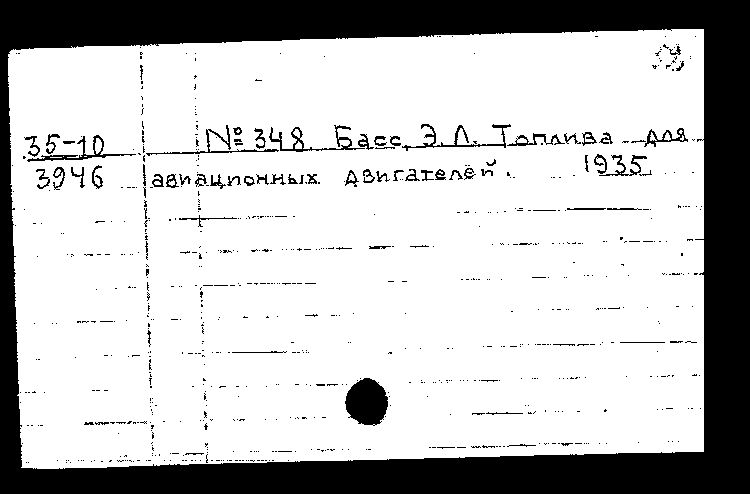 35-10 № 348 Басс, Э.Л. Топлива для
3946 авиационных двигателей. 1935